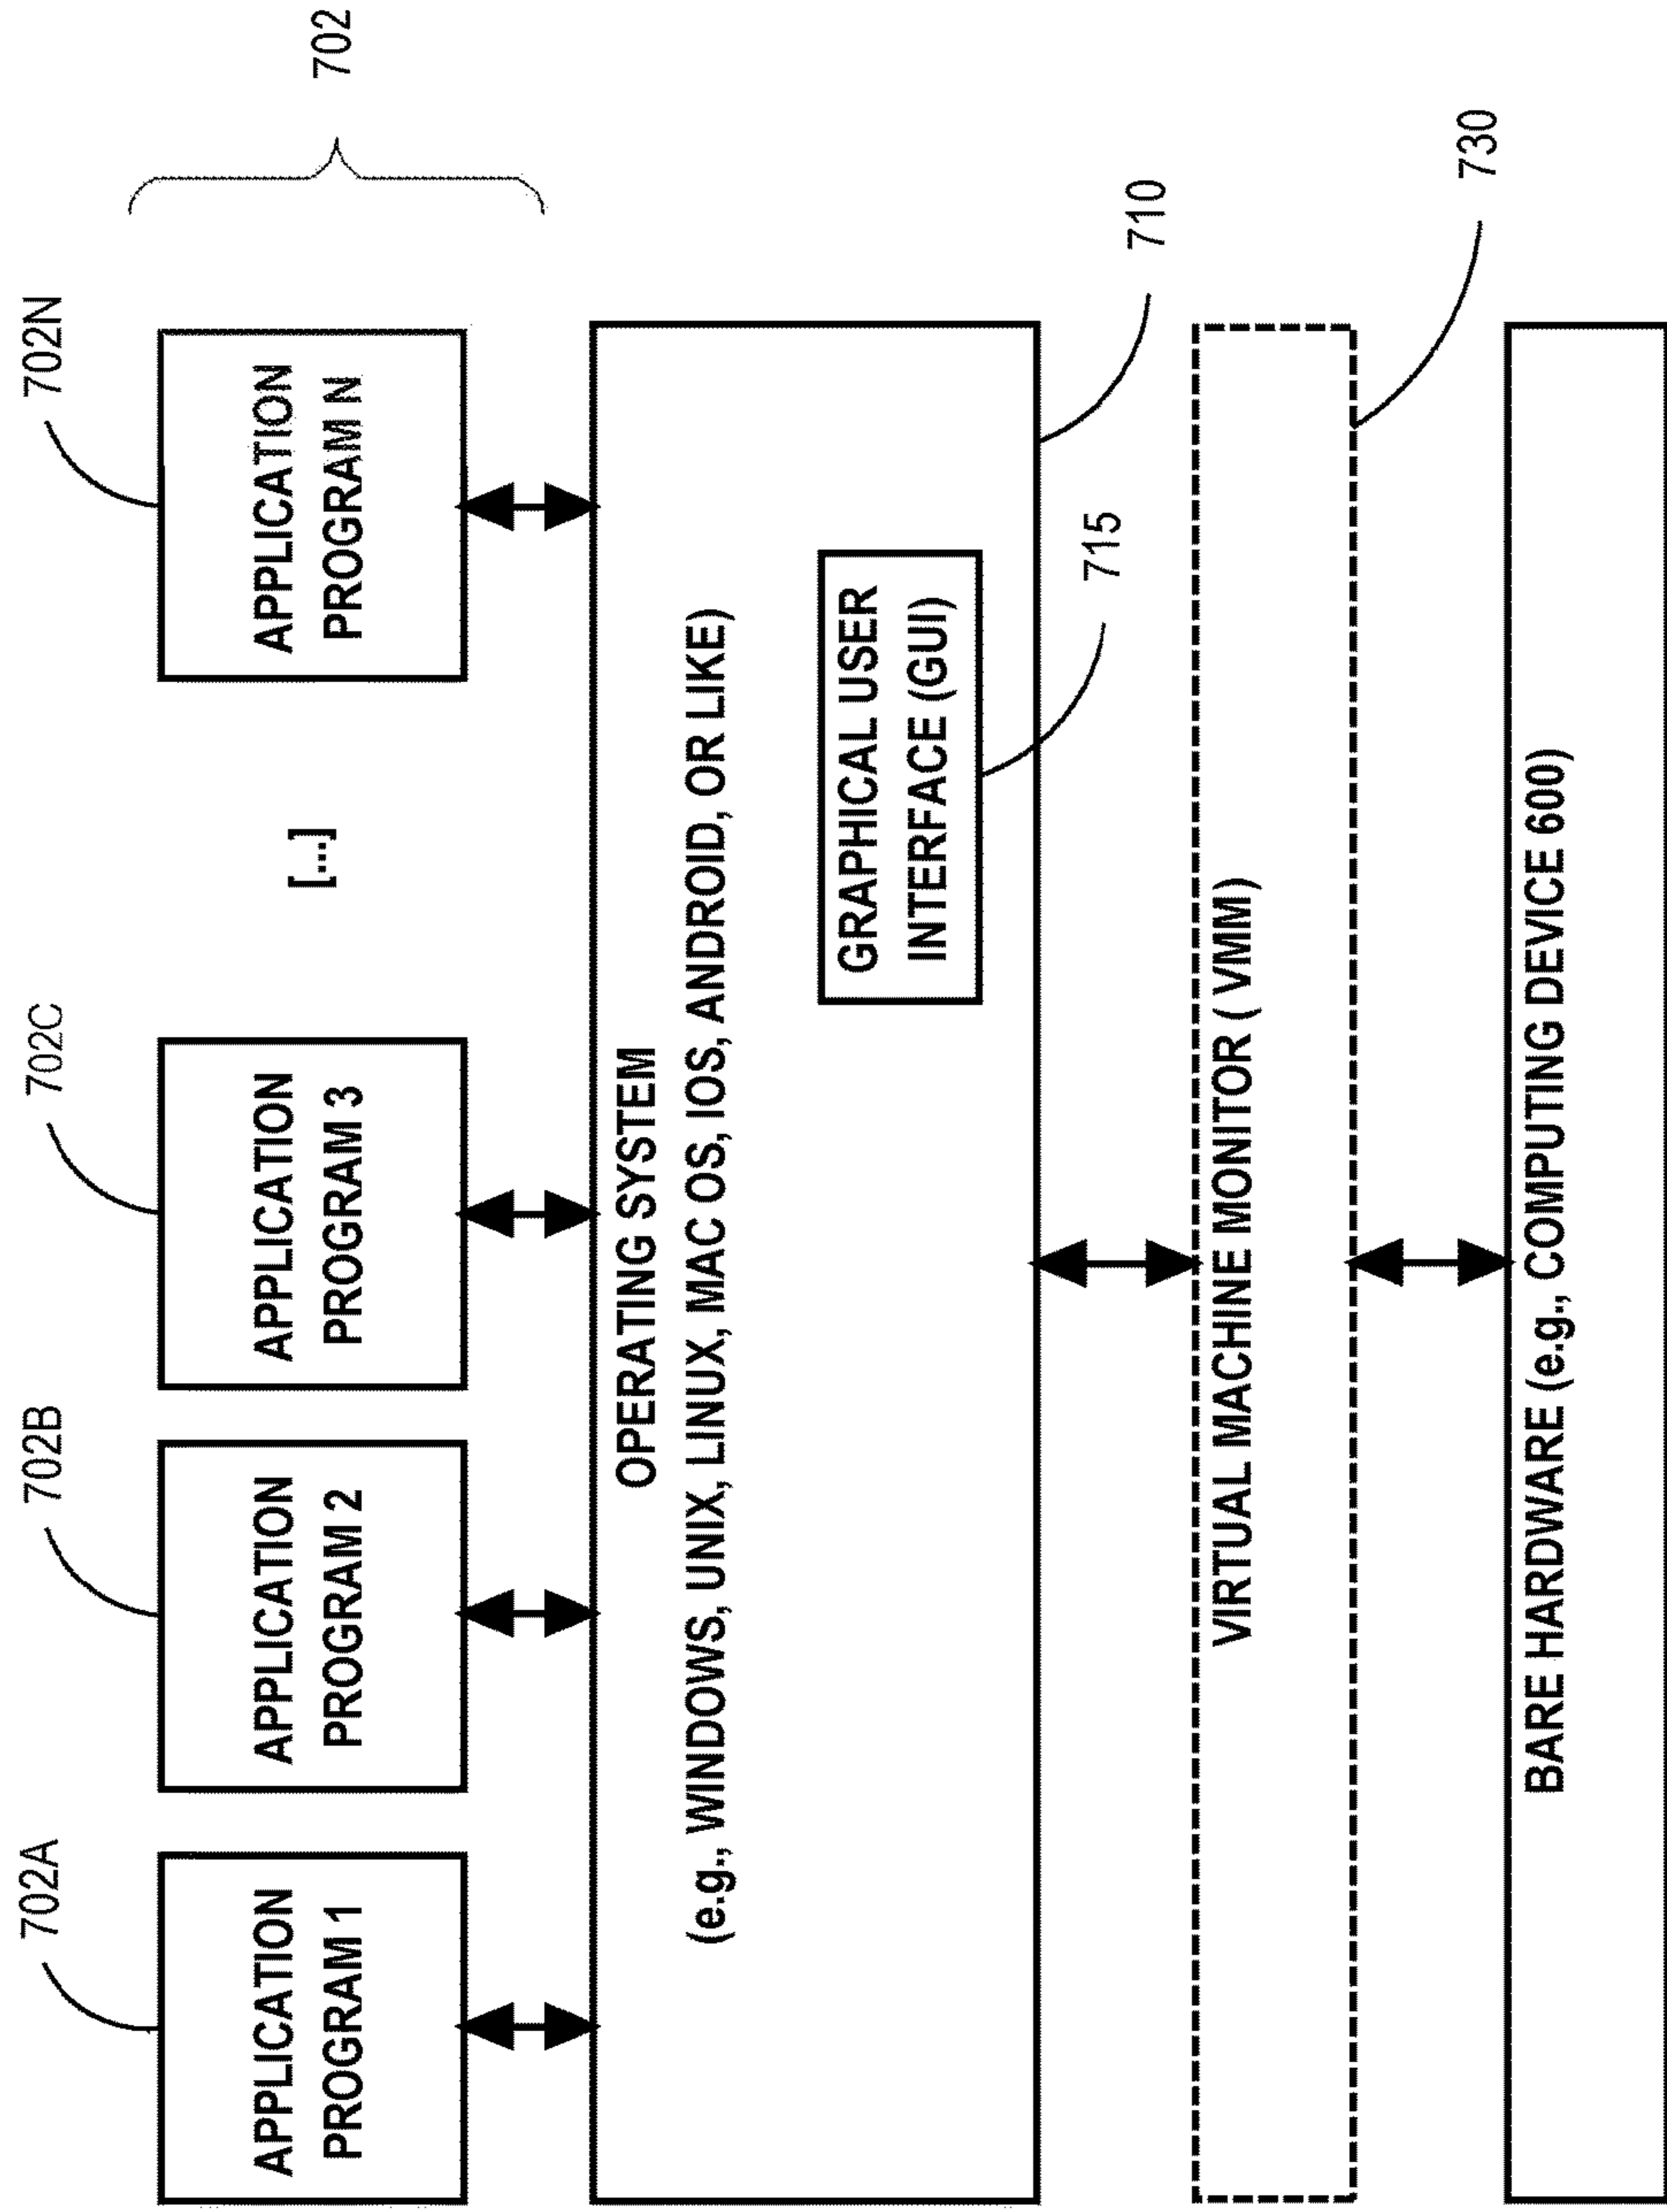 702
702A
702B
702C
702N
APPLICATION
PROGRAM 1
APPLICATION
PROGRAM 2
APPLICATION
PROGRAM 3
[...]
APPLICATION
PROGRAM N
OPERATING SYSTEM
(e.g., WINDOWS, UNIX, LINUX, MAC OS, IOS, ANDROID, OR LIKE)
GRAPHICAL USER
INTERFACE (GUI)
715
710
VIRTUAL MACHINE MONITOR ( VMM)
730
BARE HARDWARE (e.g., COMPUTING DEVICE 600)